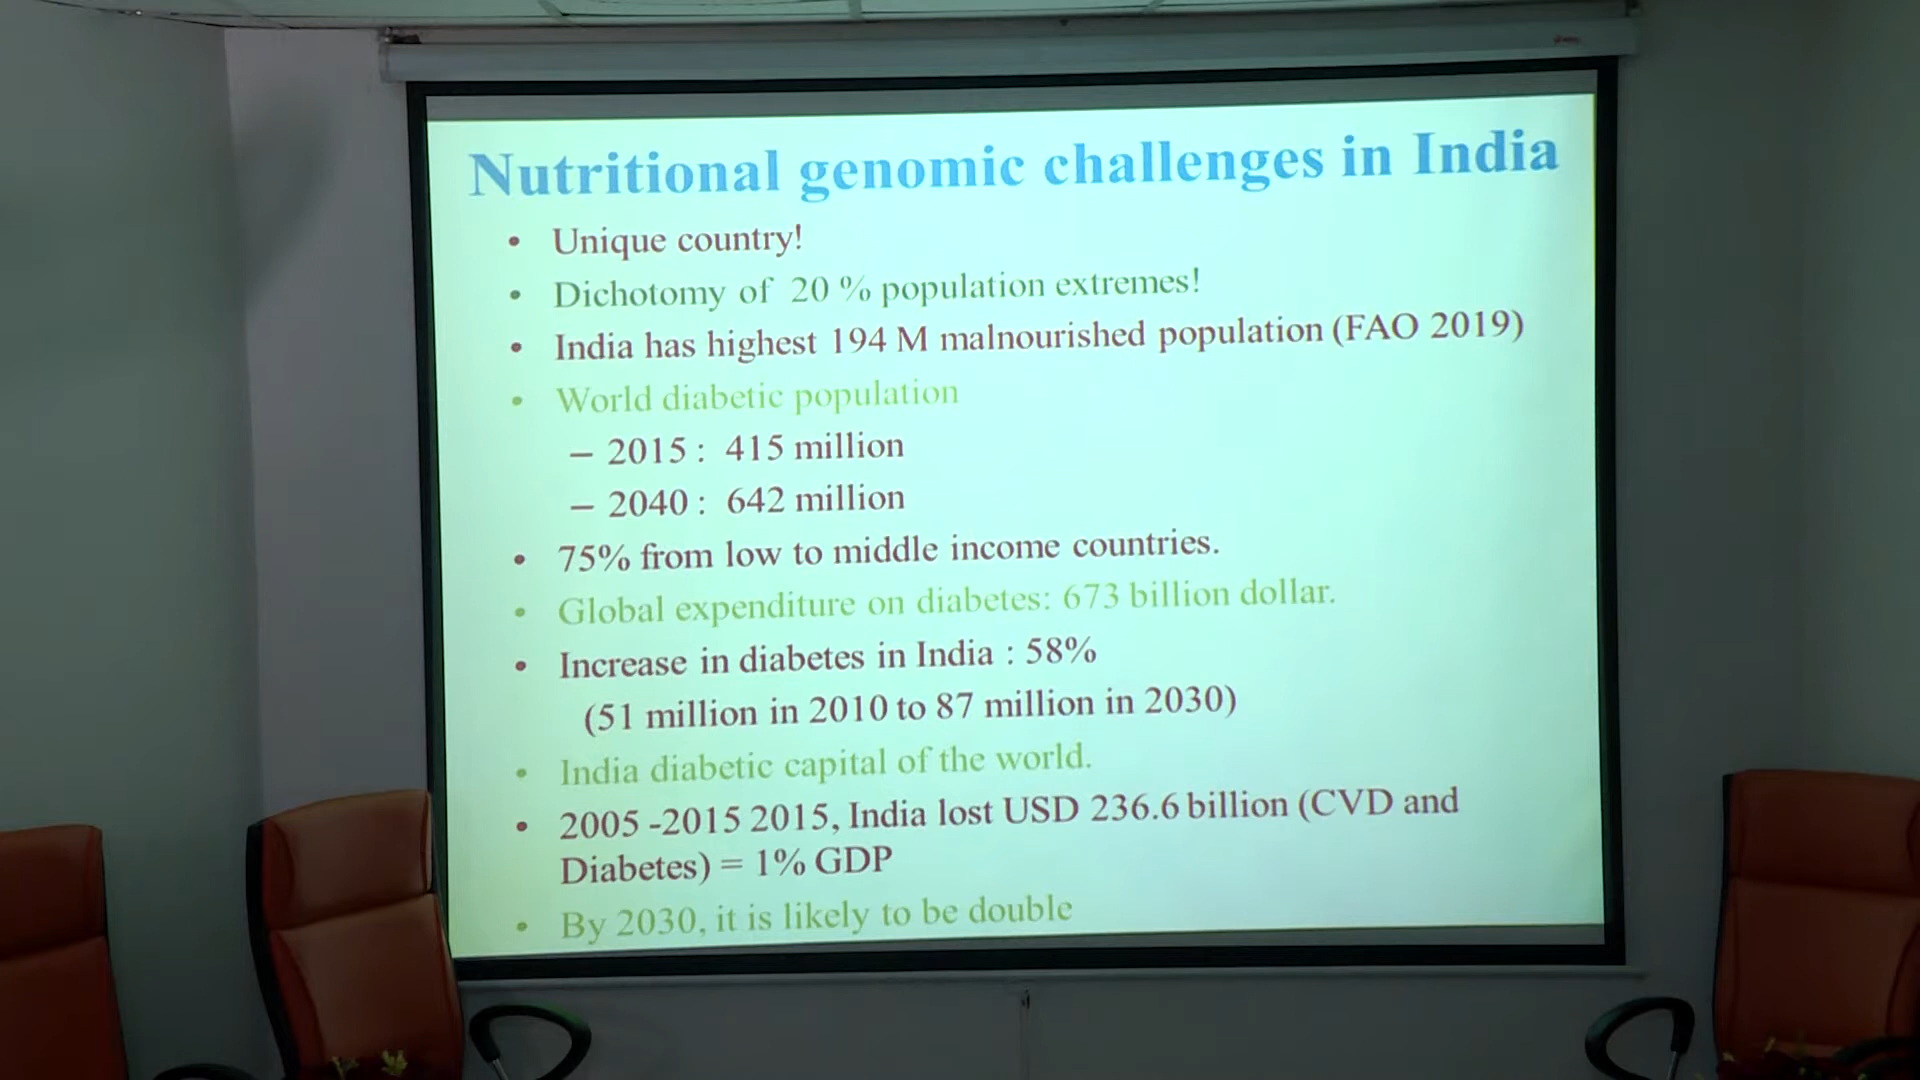 Nutritional genomic challenges in India
• Unique country!
• Dichotomy of 20 % population extremes!
• India has highest 194 M malnourished population (FAO 2019)
• World diabetic population
– 2015 : 415 million
– 2040 : 642 million
• 75% from low to middle income countries.
• Global expenditure on diabetes: 673 billion dollar.
• Increase in diabetes in India : 58%
(51 million in 2010 to 87 million in 2030)
• India diabetic capital of the world.
• 2005 -2015 2015, India lost USD 236.6 billion (CVD and
Diabetes) = 1% GDP
• By 2030, it is likely to be double